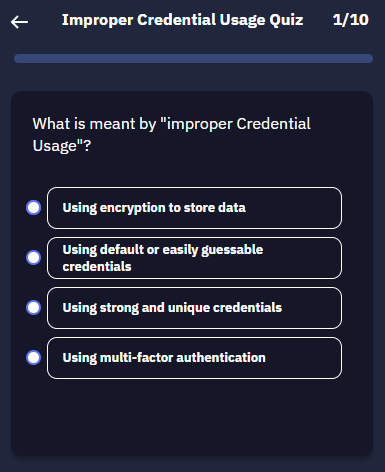 Improper Credential Usage Quiz 1/10
What is meant by "improper Credential
Usage"?
Using encryption to store data
Using default or easily guessable
credentials
Using strong and unique credentials
Using multi-factor authentication